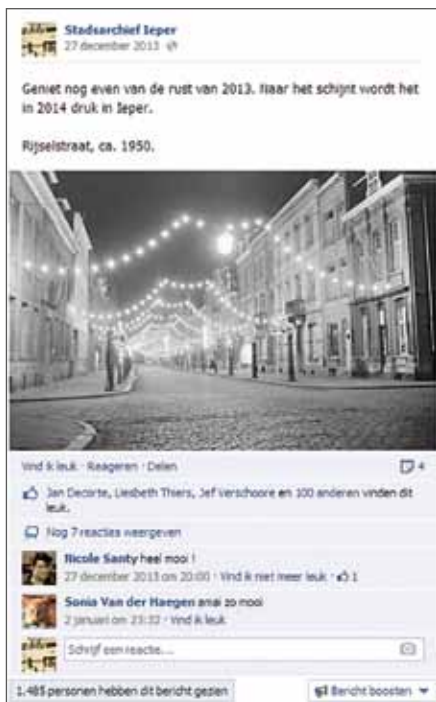 Stadsarchief Ieper
27 december 2013
Geniet nog even van de rust van 2013. Naar het schijnt wordt het
in 2014 druk in Ieper.
Rijselstraat, ca. 1950.
Vind ik leuk · Reageren · Delen 4
Jan Decorte, Liesbeth Thiers, Jef Verschoore en 100 anderen vinden dit
leuk.
Nog 7 reacties weergeven
Nicole Santy heel mooi !
27 december 2013 om 20:00 · Vind ik niet meer leuk · 1
Sonia Van der Haegen amai zo mooi
2 januari om 23:32 · Vind ik leuk
Schrijf een reactie...
1.485 personen hebben dit bericht gezien
Bericht boosten